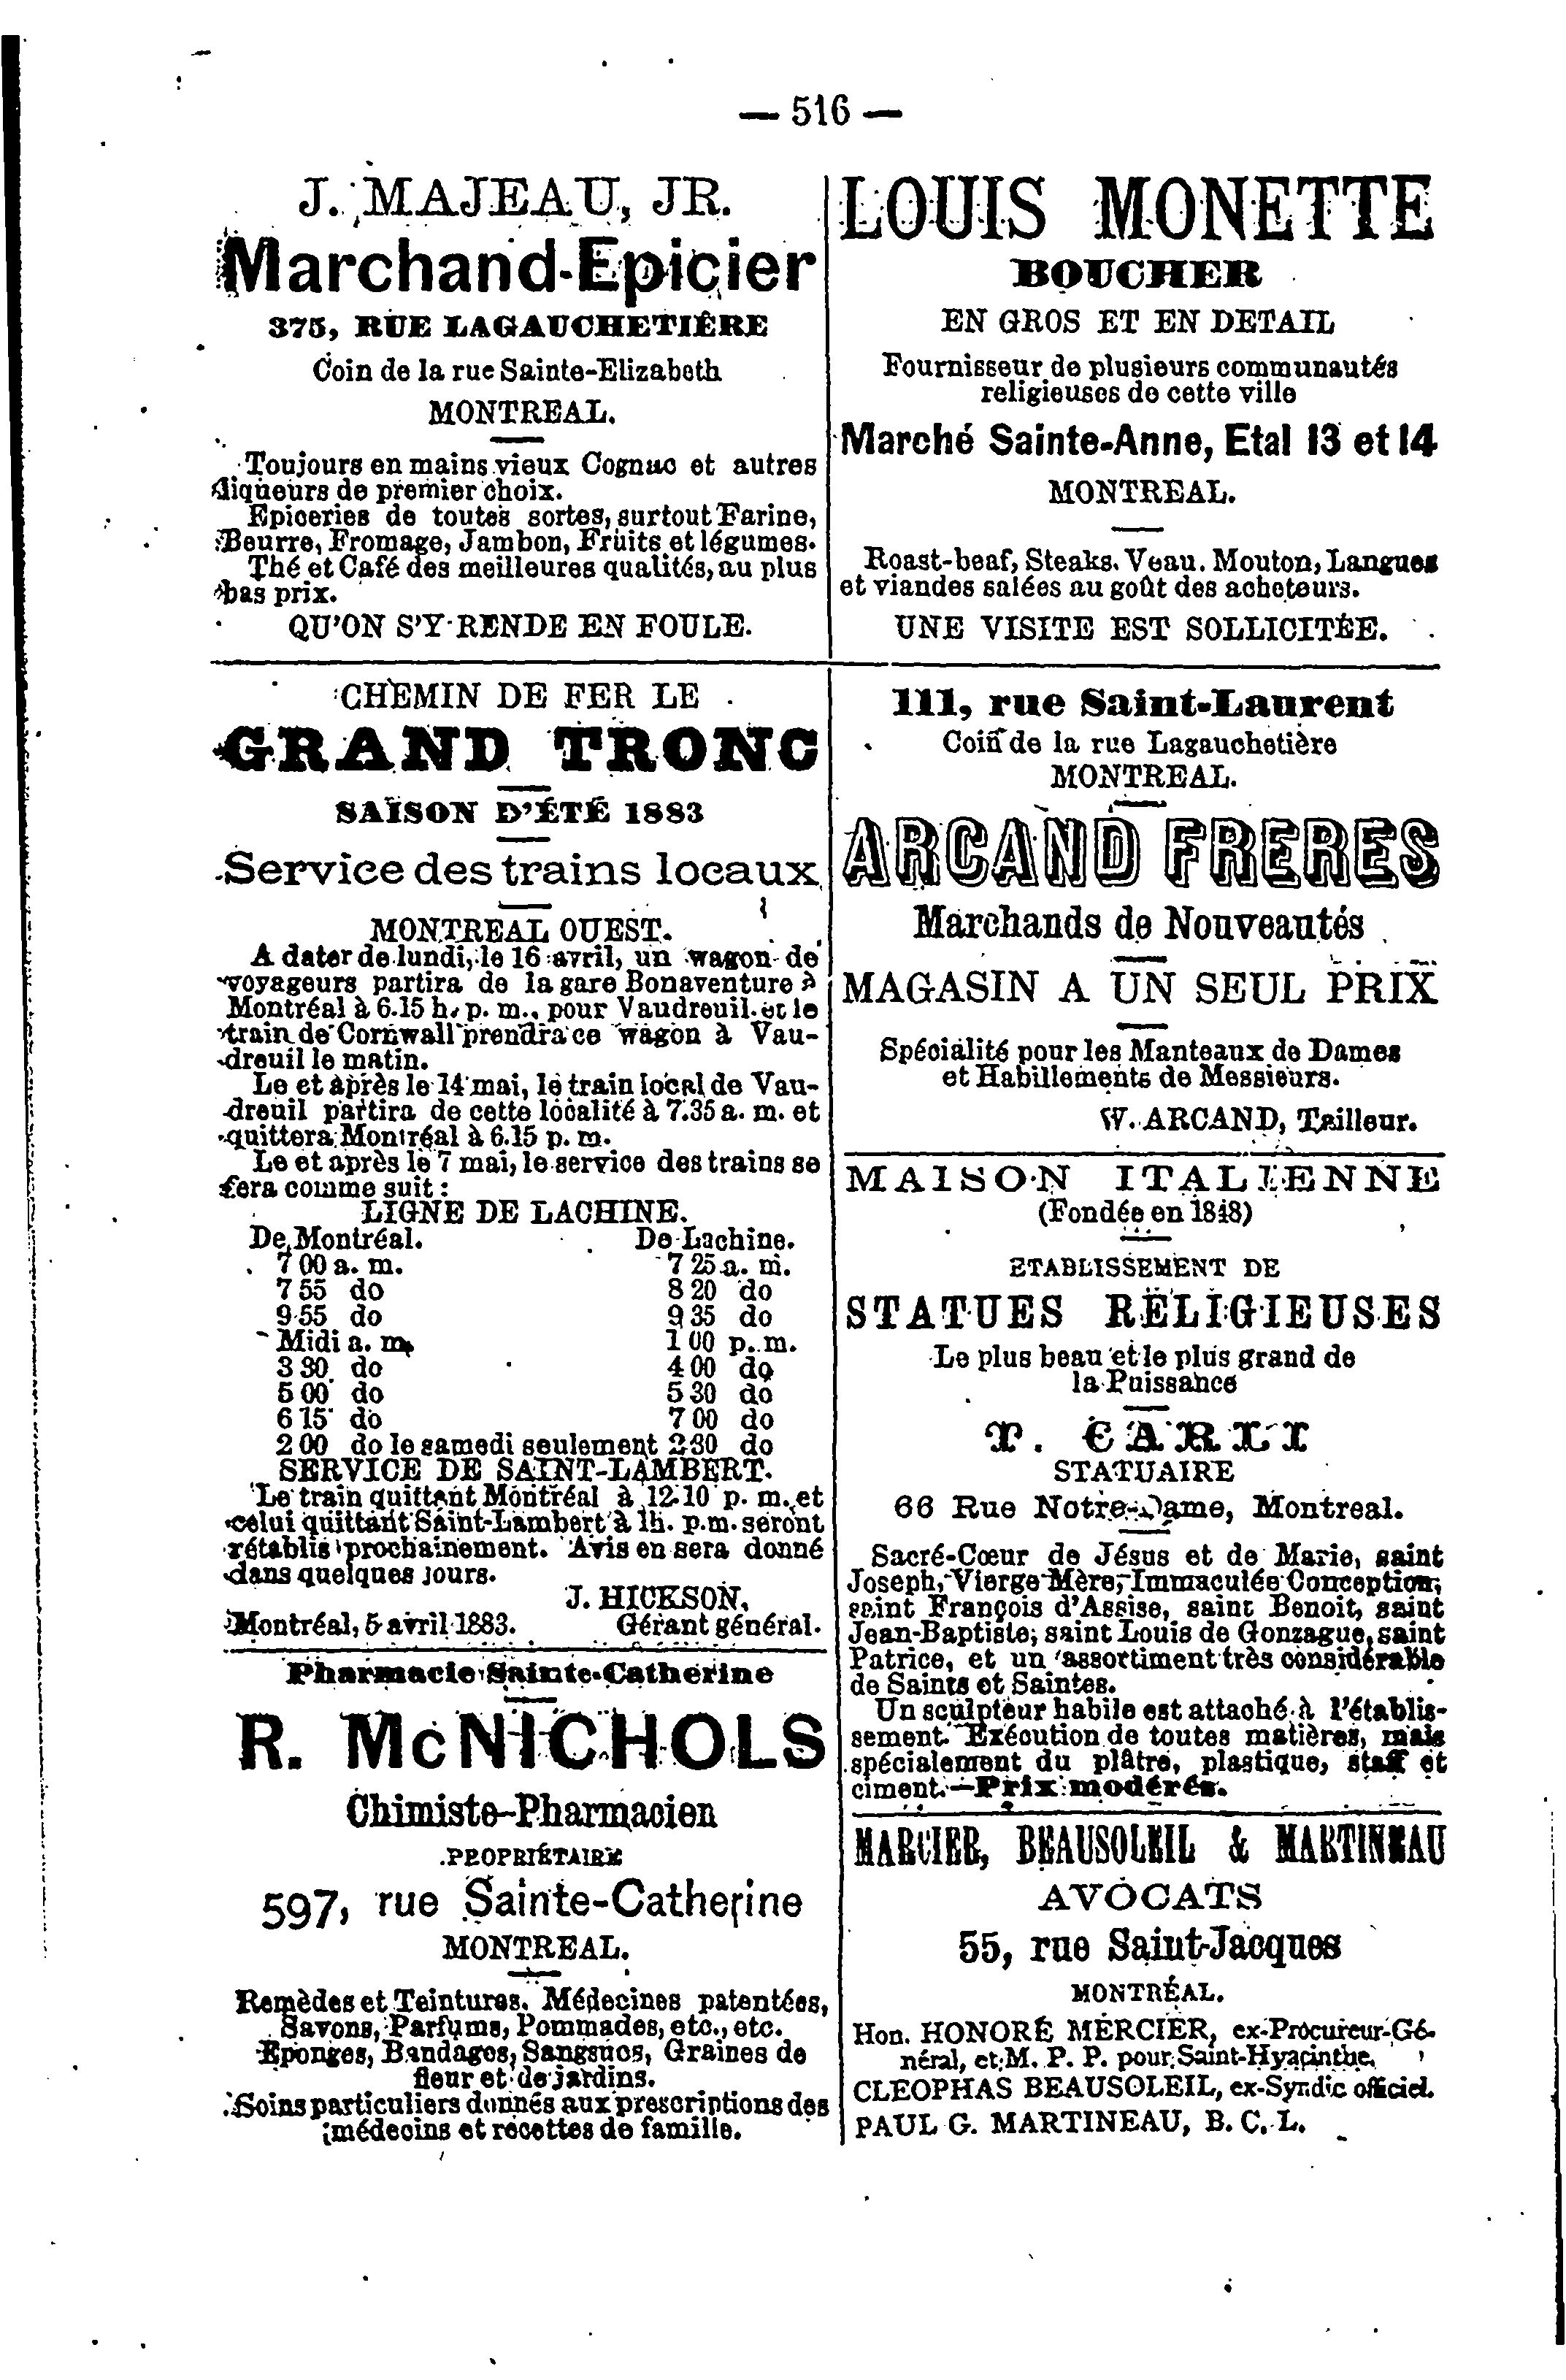 — 516 —
J. MAJEAU, JR.
Marchand-Epicier
375, RUE LAGAUCHETIÈRE
Coin de la rue Sainte-Elizabeth
MONTREAL.
Toujours en mains vieux Cognac et autres
liqueurs de premier choix.
Epiceries de toutes sortes, surtout Farine,
Beurre, Fromage, Jambon, Fruits et légumes.
Thé et Café des meilleures qualités, au plus
bas prix.
QU'ON S'Y RENDE EN FOULE.
CHEMIN DE FER LE
GRAND TRONC
SAISON D'ÉTÉ 1883
Service des trains locaux
MONTREAL OUEST.
A dater de lundi, le 16 avril, un wagon de
voyageurs partira de la gare Bonaventure à
Montréal à 6.15 h. p. m., pour Vaudreuil et le
train de Cornwall prendra ce wagon à Vau-
dreuil le matin.
Le et après le 14 mai, le train local de Vau-
dreuil partira de cette localité à 7.35 a. m. et
quittera Montréal à 6.15 p. m.
Le et après le 7 mai, le service des trains se
fera comme suit :
LIGNE DE LACHINE.
De Montréal. De Lachine.
7 00 a. m. 7 25 a. m.
7 55 do 8 20 do
9 55 do 9 35 do
Midi a. m. 1 00 p. m.
3 30 do 4 00 do
5 00 do 5 30 do
6 15 do 7 00 do
2 00 do le samedi seulement 2 30 do
SERVICE DE SAINT-LAMBERT.
Le train quittant Montréal à 12.10 p. m. et
celui quittant Saint-Lambert à 1h. p.m. seront
rétablis prochainement. Avis en sera donné
dans quelques jours.
J. HICKSON,
Montréal, 5 avril 1883. Gérant général.
Pharmacie Sainte-Catherine
R. McNICHOLS
Chimiste-Pharmacien
PROPRIÉTAIRE
597, rue Sainte-Catherine
MONTREAL.
Remèdes et Teintures. Médecines patentées,
Savons, Parfums, Pommades, etc., etc.
Eponges, Bandages, Sangsues, Graines de
fleur et de jardins.
Soins particuliers donnés aux prescriptions des
médecins et recettes de famille.
LOUIS MONETTE
BOUCHER
EN GROS ET EN DETAIL
Fournisseur de plusieurs communautés
religieuses de cette ville
Marché Sainte-Anne, Etal 13 et 14
MONTREAL.
Roast-beaf, Steaks, Veau, Mouton, Langues
et viandes salées au goût des acheteurs.
UNE VISITE EST SOLLICITÉE.
111, rue Saint-Laurent
Coin de la rue Lagauchetière
MONTREAL.
ARCAND FRERES
Marchands de Nouveautés
MAGASIN A UN SEUL PRIX
Spécialité pour les Manteaux de Dames
et Habillements de Messieurs.
W. ARCAND, Tailleur.
MAISON ITALIENNE
(Fondée en 1848)
ETABLISSEMENT DE
STATUES RELIGIEUSES
Le plus beau et le plus grand de
la Puissance
T. CARLI
STATUAIRE
66 Rue Notre-Dame, Montreal.
Sacré-Cœur de Jésus et de Marie, saint
Joseph, Vierge Mère, Immaculée Conception,
saint François d'Assise, saint Benoit, saint
Jean-Baptiste, saint Louis de Gonzague, saint
Patrice, et un assortiment très considérable
de Saints et Saintes.
Un sculpteur habile est attaché à l'établis-
sement. Exécution de toutes matières, mais
spécialement du plâtre, plastique, staff et
ciment.—Prix modérés.
MARCIER, BEAUSOLEIL & MARTINEAU
AVOCATS
55, rue Saint-Jacques
MONTRÉAL.
Hon. HONORÉ MERCIER, ex-Procureur-Gé-
néral, et M. P. P. pour Saint-Hyacinthe.
CLEOPHAS BEAUSOLEIL, ex-Syndic officiel.
PAUL G. MARTINEAU, B. C. L.